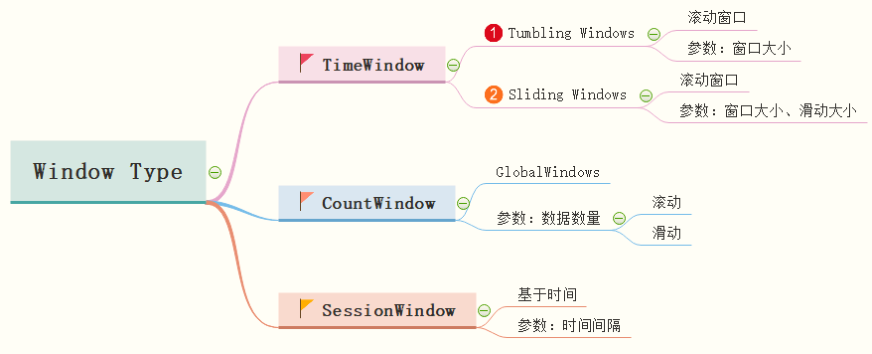 Window Type
TimeWindow
1 Tumbling Windows
滚动窗口
参数：窗口大小
2 Sliding Windows
滚动窗口
参数：窗口大小、滑动大小
CountWindow
GlobalWindows
参数：数据数量
滚动
滑动
SessionWindow
基于时间
参数：时间间隔